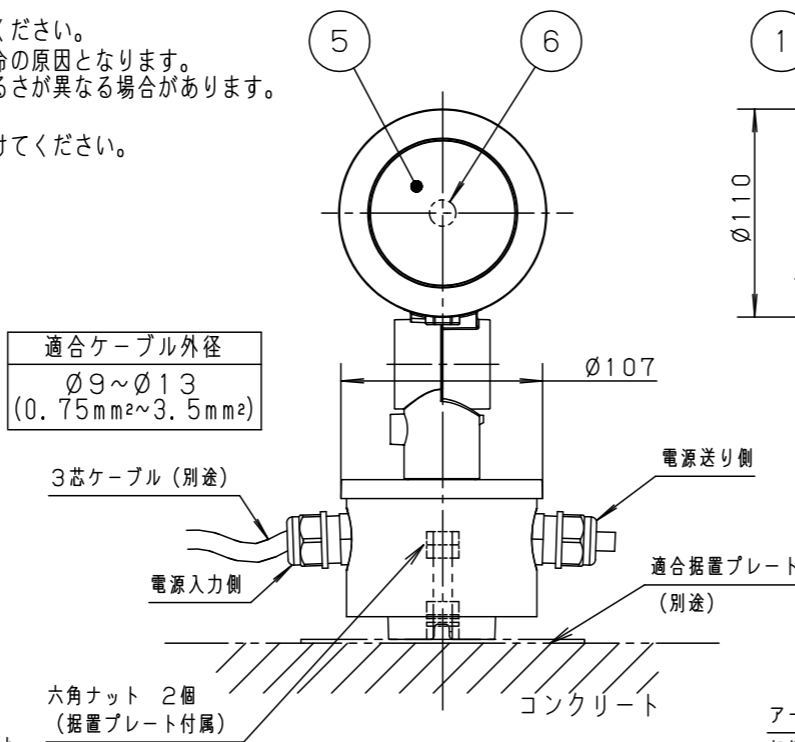 ください。
の原因となります。
るさが異なる場合があります。
けてください。
5
6
1
Ø110
適合ケーブル外径
Ø9~Ø13
(0.75mm²~3.5mm²)
Ø107
3芯ケーブル(別途)
電源送り側
電源入力側
適合据置プレート
(別途)
六角ナット 2個
(据置プレート付属)
コンクリート
アー